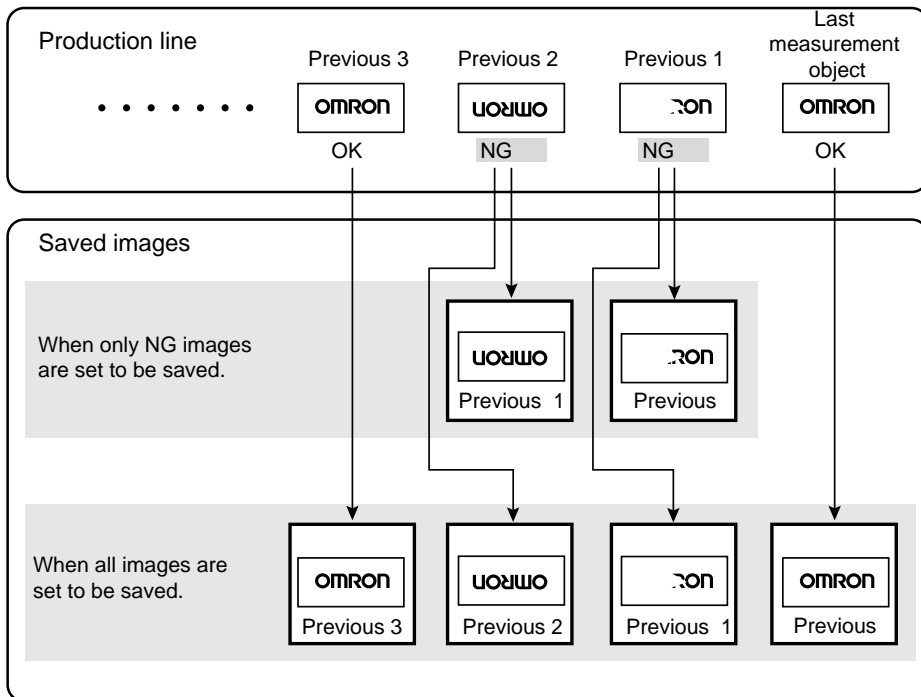 Production line
Previous 3
Previous 2
Previous 1
Last
measurement
object
OMRON
OMRON
RON
OMRON
OK
NG
NG
OK
Saved images
When only NG images
are set to be saved.
OMRON
RON
Previous 1
Previous
When all images are
set to be saved.
OMRON
OMRON
RON
OMRON
Previous 3
Previous 2
Previous 1
Previous